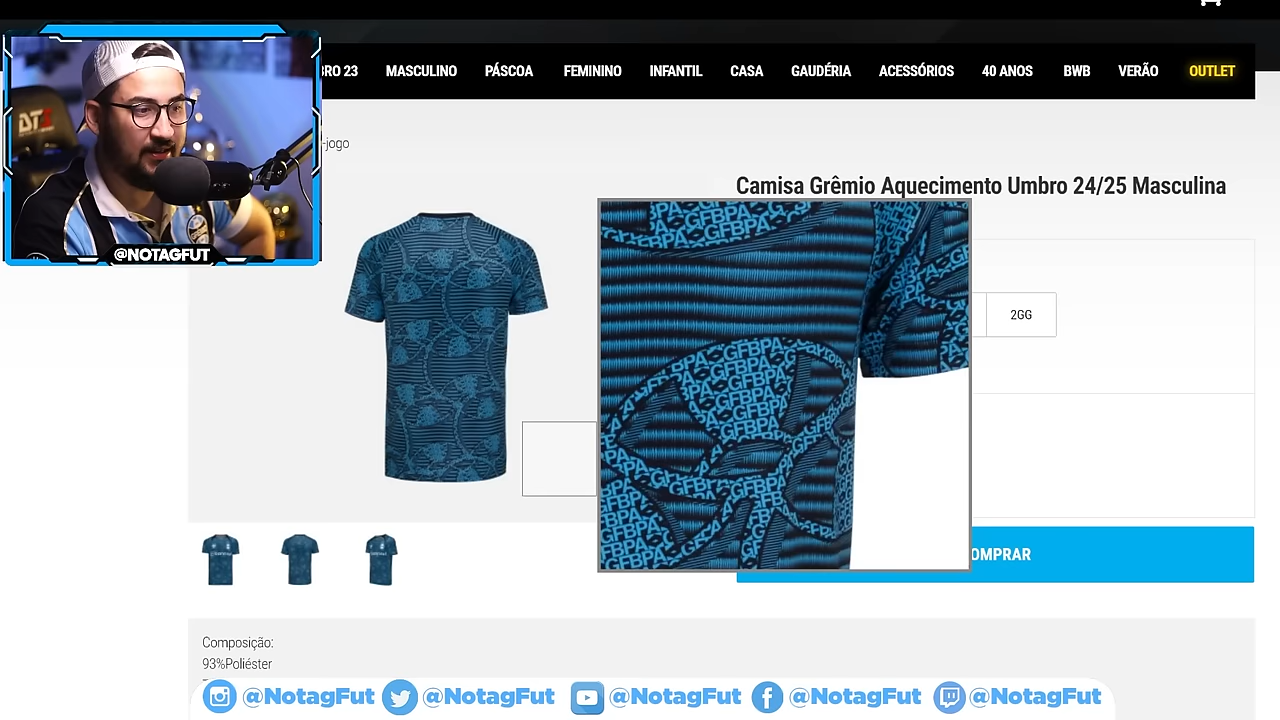 BRO 23 MASCULINO PÁSCOA FEMININO INFANTIL CASA GAUDÉRIA ACESSÓRIOS 40 ANOS BWB VERÃO OUTLET
-jogo
@NOTAGFUT
Camisa Grêmio Aquecimento Umbro 24/25 Masculina
GFBPA
2GG
OMPRAR
Composição:
93%Poliéster
@NotagFut @NotagFut @NotagFut @NotagFut @NotagFut